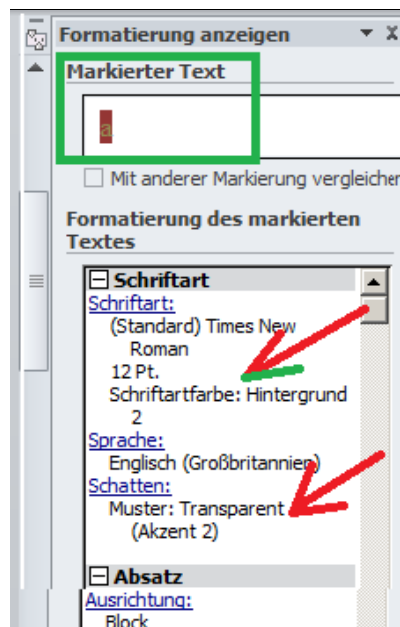 Formatierung anzeigen
Markierter Text
a
Mit anderer Markierung vergleichen
Formatierung des markierten
Textes
Schriftart
Schriftart:
(Standard) Times New
Roman
12 Pt.
Schriftartfarbe: Hintergrund
2
Sprache:
Englisch (Großbritannien)
Schatten:
Muster: Transparent
(Akzent 2)
Absatz
Ausrichtung:
Block